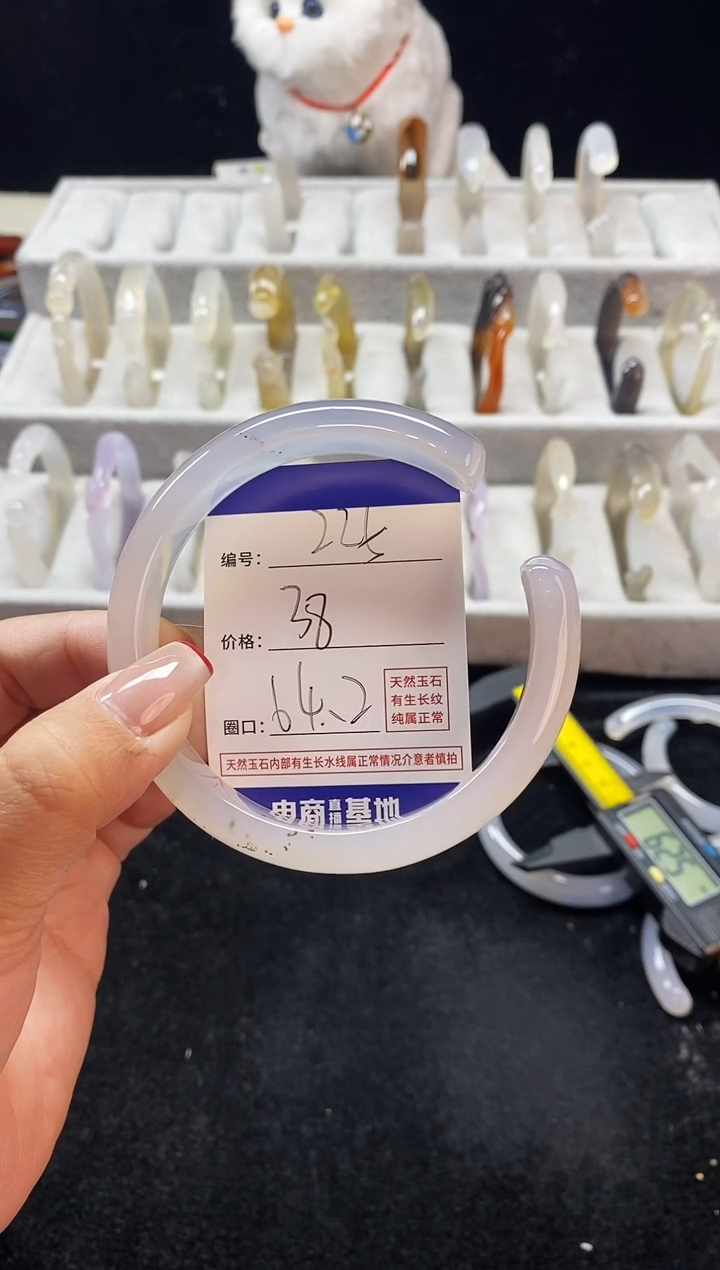 编号: 225
价格: 38
圈口: 64.2
天然玉石
有生长纹
纯属正常
天然玉石内部有生长水线属正常情况介意者慎拍
电商直播基地